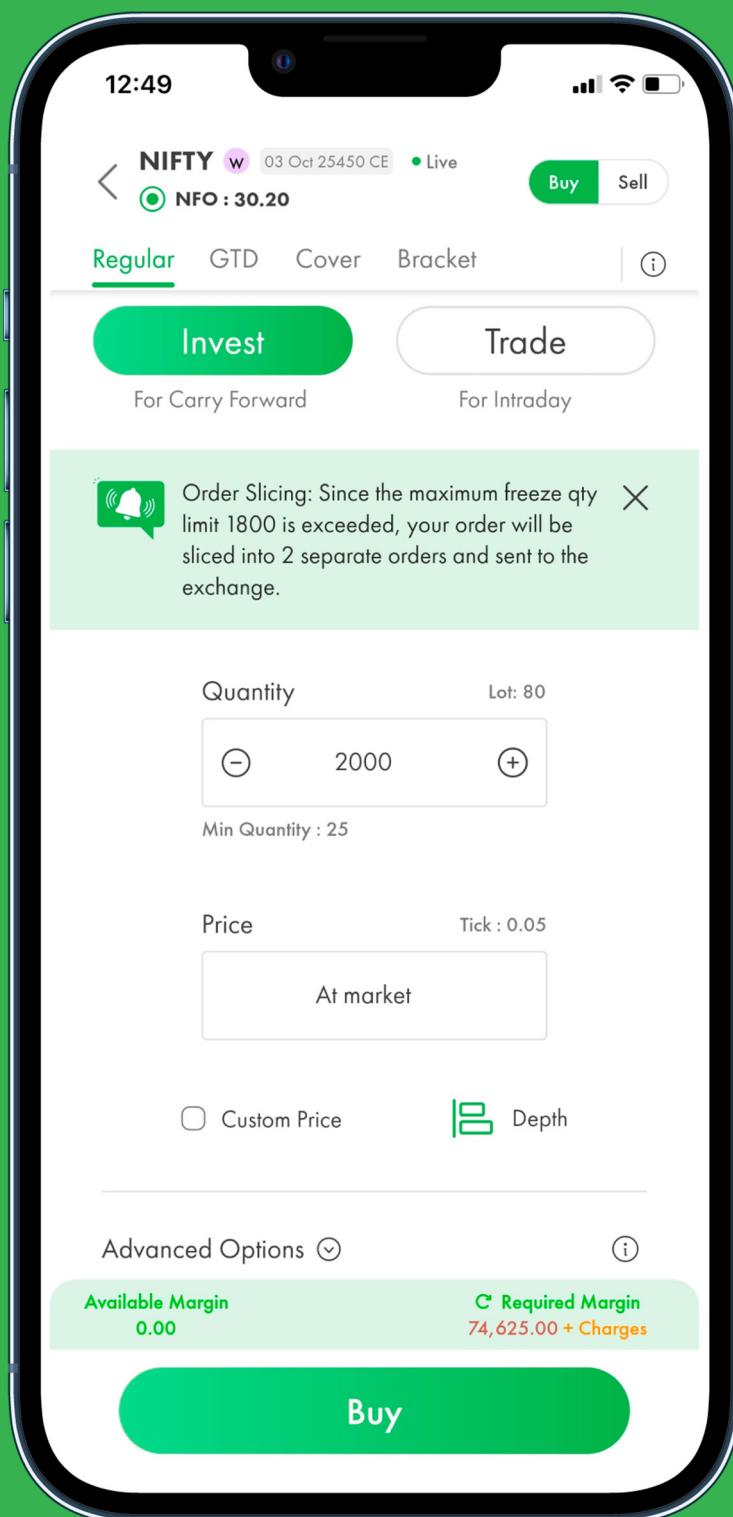 12:49
NIFTY W 03 Oct 25450 CE • Live
NFO : 30.20
Buy Sell
Regular GTD Cover Bracket
Invest Trade
For Carry Forward For Intraday
Order Slicing: Since the maximum freeze qty
limit 1800 is exceeded, your order will be
sliced into 2 separate orders and sent to the
exchange.
Quantity Lot: 80
2000
Min Quantity : 25
Price Tick : 0.05
At market
Custom Price Depth
Advanced Options
Available Margin Required Margin
0.00 74,625.00 + Charges
Buy